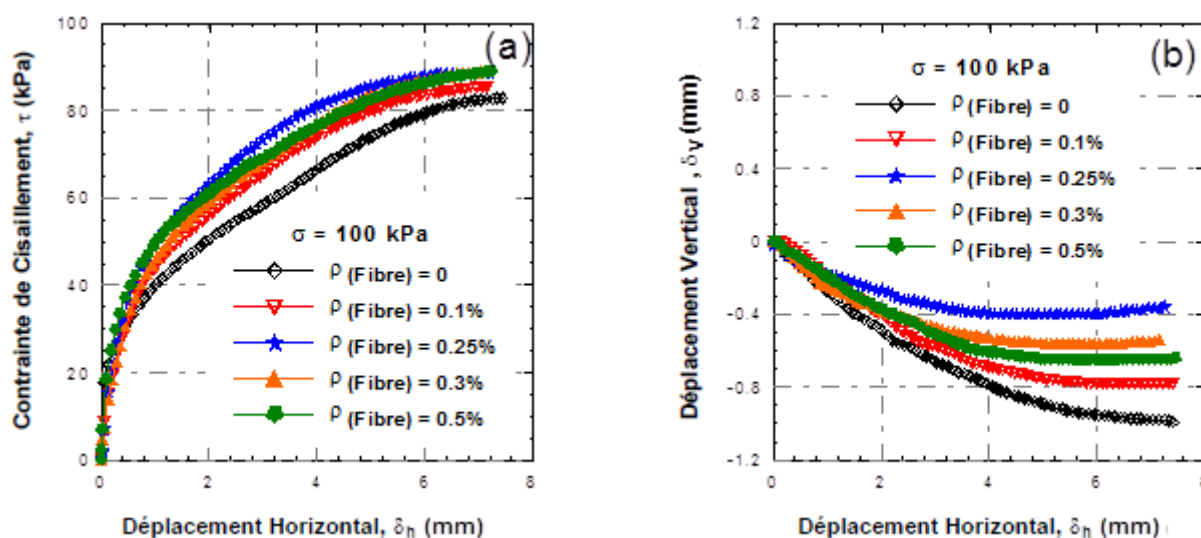 (a)
Contrainte de Cisaillement, τ (kPa)
100
80
60
40
20
0
σ = 100 kPa
ρ (Fibre) = 0
ρ (Fibre) = 0.1%
ρ (Fibre) = 0.25%
ρ (Fibre) = 0.3%
ρ (Fibre) = 0.5%
0 2 4 6 8
Déplacement Horizontal, δh (mm)
(b)
Déplacement Vertical , δv (mm)
1.2
0.8
0.4
0
-0.4
-0.8
-1.2
σ = 100 kPa
ρ (Fibre) = 0
ρ (Fibre) = 0.1%
ρ (Fibre) = 0.25%
ρ (Fibre) = 0.3%
ρ (Fibre) = 0.5%
0 2 4 6 8
Déplacement Horizontal, δh (mm)